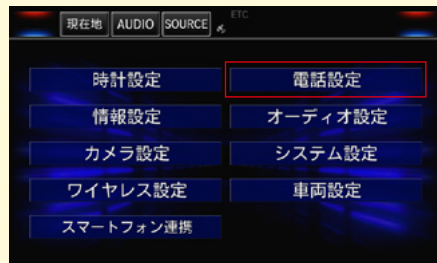 現在地 AUDIO SOURCE ETC
時計設定 電話設定
情報設定 オーディオ設定
カメラ設定 システム設定
ワイヤレス設定 車両設定
スマートフォン連携